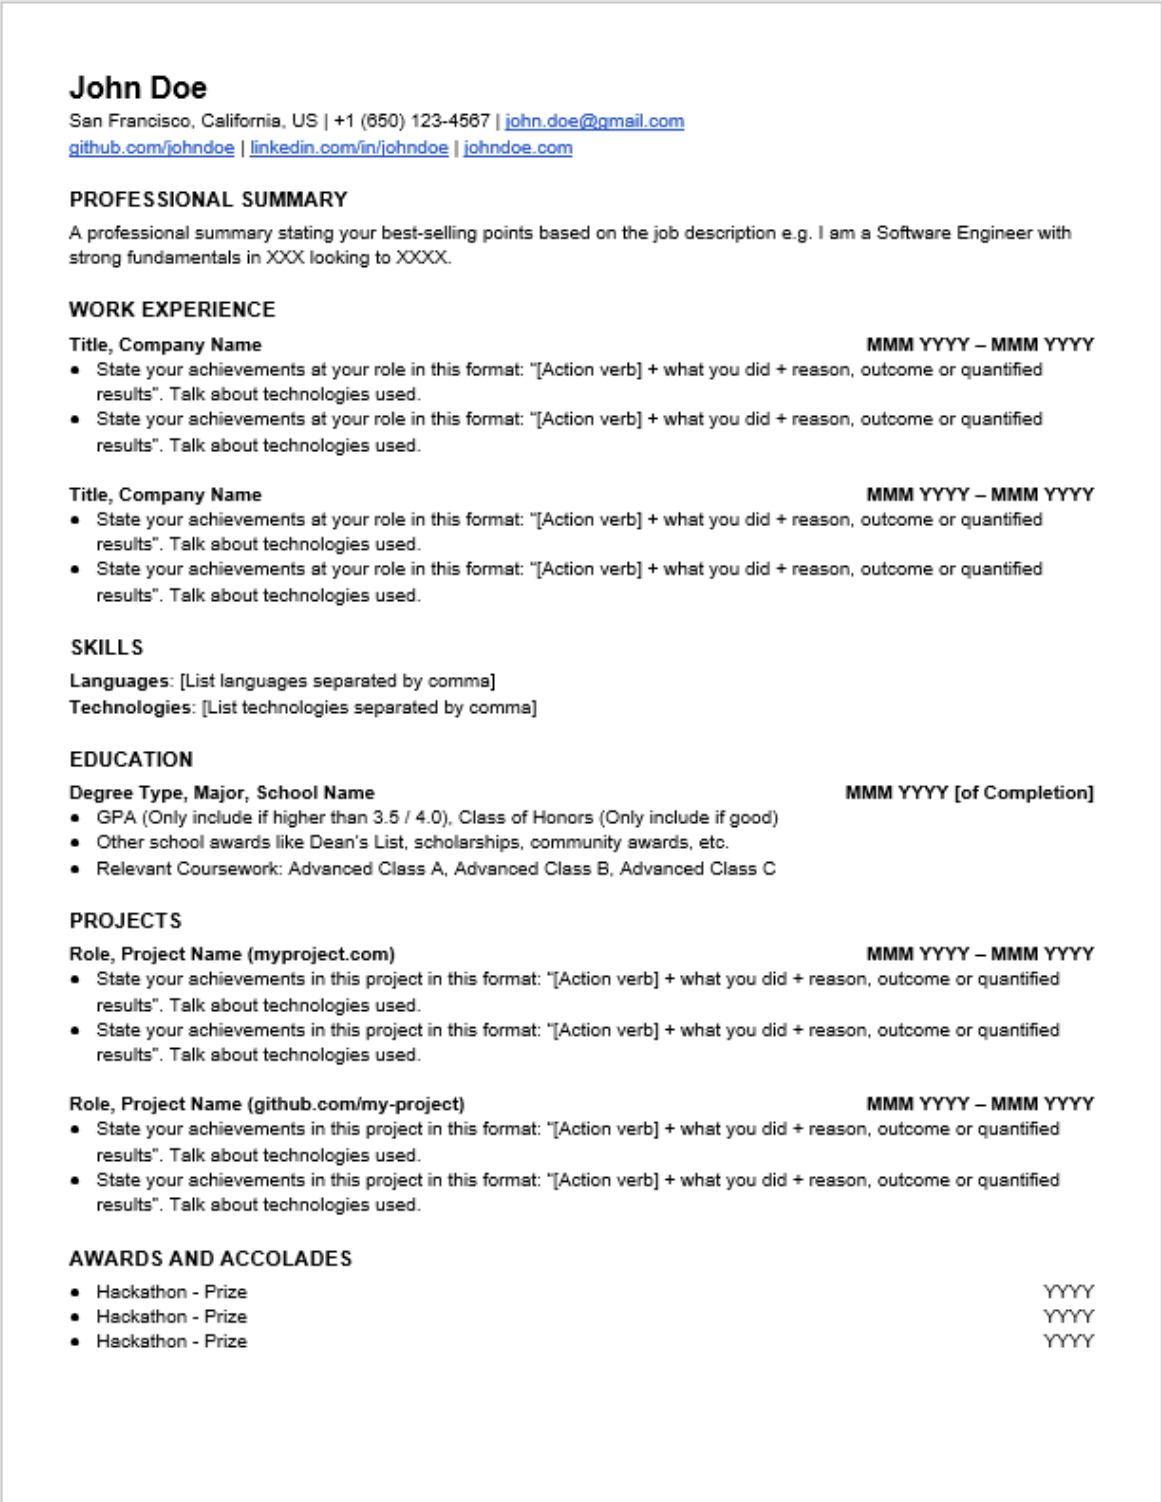 John Doe
San Francisco, California, US | +1 (650) 123-4567 | john.doe@gmail.com
github.com/johndoe | linkedin.com/in/johndoe | johndoe.com
PROFESSIONAL SUMMARY
A professional summary stating your best-selling points based on the job description e.g. I am a Software Engineer with
strong fundamentals in XXX looking to XXXX.
WORK EXPERIENCE
Title, Company Name MMM YYYY – MMM YYYY
● State your achievements at your role in this format: “[Action verb] + what you did + reason, outcome or quantified
results”. Talk about technologies used.
● State your achievements at your role in this format: “[Action verb] + what you did + reason, outcome or quantified
results”. Talk about technologies used.
Title, Company Name MMM YYYY – MMM YYYY
● State your achievements at your role in this format: “[Action verb] + what you did + reason, outcome or quantified
results”. Talk about technologies used.
● State your achievements at your role in this format: “[Action verb] + what you did + reason, outcome or quantified
results”. Talk about technologies used.
SKILLS
Languages: [List languages separated by comma]
Technologies: [List technologies separated by comma]
EDUCATION
Degree Type, Major, School Name MMM YYYY [of Completion]
● GPA (Only include if higher than 3.5 / 4.0), Class of Honors (Only include if good)
● Other school awards like Dean’s List, scholarships, community awards, etc.
● Relevant Coursework: Advanced Class A, Advanced Class B, Advanced Class C
PROJECTS
Role, Project Name (myproject.com) MMM YYYY – MMM YYYY
● State your achievements in this project in this format: “[Action verb] + what you did + reason, outcome or quantified
results”. Talk about technologies used.
● State your achievements in this project in this format: “[Action verb] + what you did + reason, outcome or quantified
results”. Talk about technologies used.
Role, Project Name (github.com/my-project) MMM YYYY – MMM YYYY
● State your achievements in this project in this format: “[Action verb] + what you did + reason, outcome or quantified
results”. Talk about technologies used.
● State your achievements in this project in this format: “[Action verb] + what you did + reason, outcome or quantified
results”. Talk about technologies used.
AWARDS AND ACCOLADES
● Hackathon - Prize YYYY
● Hackathon - Prize YYYY
● Hackathon - Prize YYYY